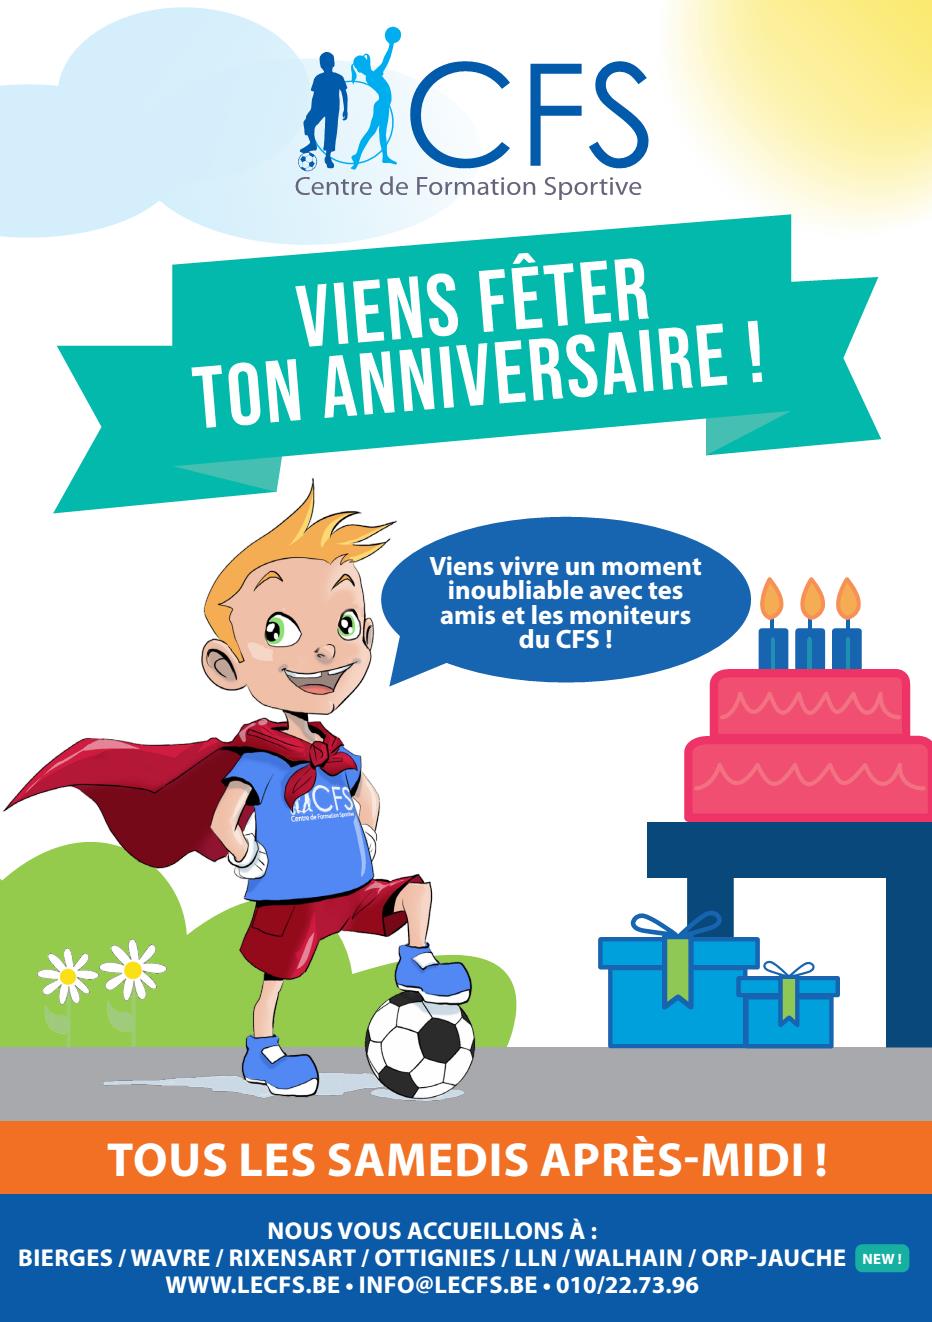 CFS
Centre de Formation Sportive
VIENS FÊTER
TON ANNIVERSAIRE !
Viens vivre un moment
inoubliable avec tes
amis et les moniteurs
du CFS !
CFS
Centre de Formation Sportive
TOUS LES SAMEDIS APRÈS-MIDI !
NOUS VOUS ACCUEILLONS À :
BIERGES / WAVRE / RIXENSART / OTTIGNIES / LLN / WALHAIN / ORP-JAUCHE NEW !
WWW.LECFS.BE • INFO@LECFS.BE • 010/22.73.96